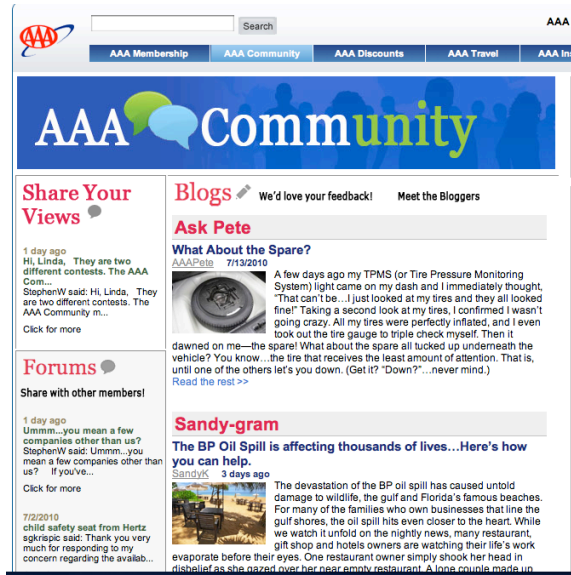 AAA
Search
AAA
AAA Membership
AAA Community
AAA Discounts
AAA Travel
AAA Ins
AAA Community
Share Your
Views
1 day ago
Hi, Linda, They are two
different contests. The AAA
Com...
StephenW said: Hi, Linda, They
are two different contests. The
AAA Community m...
Click for more
Forums
Share with other members!
1 day ago
Ummm...you mean a few
companies other than us?
StephenW said: Ummm...you
mean a few companies other than
us? If you've...
Click for more
7/2/2010
child safety seat from Hertz
sgkrispic said: Thank you very
much for responding to my
concern regarding the availab...
Blogs
We'd love your feedback!
Meet the Bloggers
Ask Pete
What About the Spare?
AAAPete 7/13/2010
A few days ago my TPMS (or Tire Pressure Monitoring
System) light came on my dash and I immediately thought,
"That can't be…I just looked at my tires and they all looked
fine!" Taking a second look at my tires, I confirmed I wasn't
going crazy. All my tires were perfectly inflated, and I even
took out the tire gauge to triple check myself. Then it
dawned on me—the spare! What about the spare all tucked up underneath the
vehicle? You know…the tire that receives the least amount of attention. That is,
until one of the others let's you down. (Get it? "Down?"…never mind.)
Read the rest >>
Sandy-gram
The BP Oil Spill is affecting thousands of lives…Here's how
you can help.
SandyK 3 days ago
The devastation of the BP oil spill has caused untold
damage to wildlife, the gulf and Florida's famous beaches.
For many of the families who own businesses that line the
gulf shores, the oil spill hits even closer to the heart. While
we watch it unfold on the nightly news, many restaurant,
gift shop and hotels owners are watching their life's work
evaporate before their eyes. One restaurant owner simply shook her head in
disbelief as she gazed over her near empty restaurant. A lone couple made up